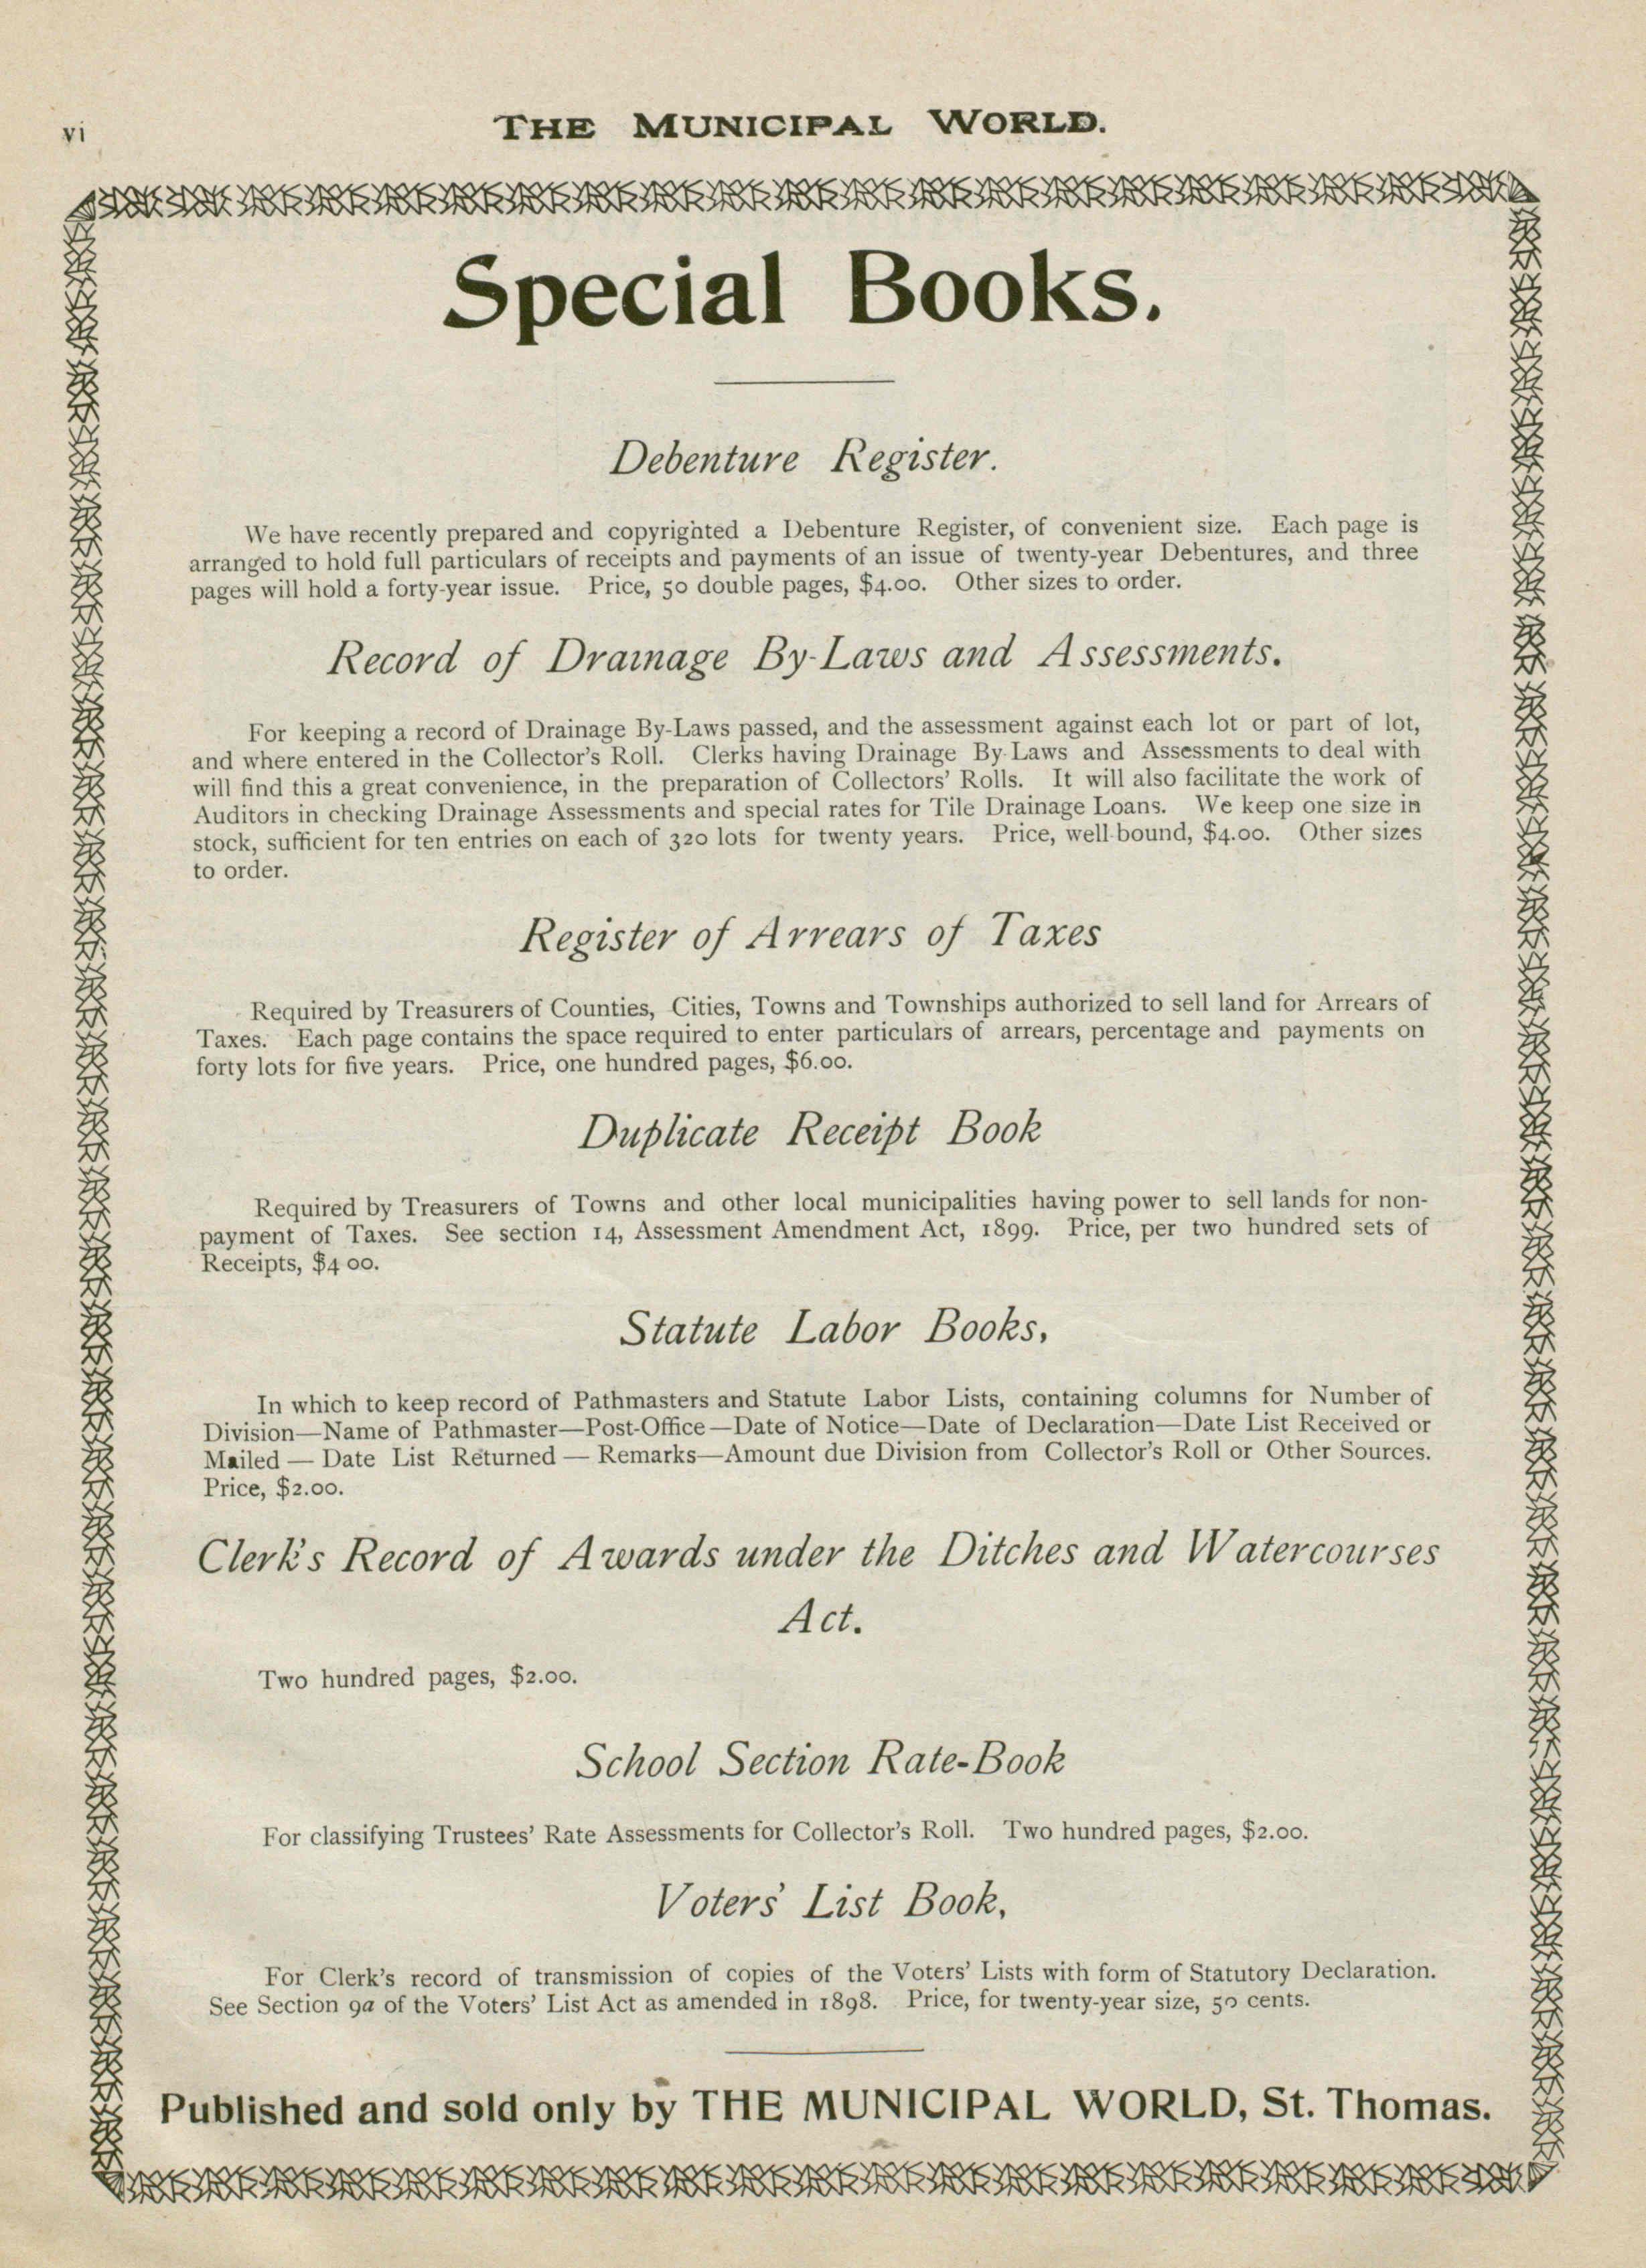 vi
THE MUNICIPAL WORLD.
Special Books.
Debenture Register.
We have recently prepared and copyrighted a Debenture Register, of convenient size. Each page is
arranged to hold full particulars of receipts and payments of an issue of twenty-year Debentures, and three
pages will hold a forty-year issue. Price, 50 double pages, $4.00. Other sizes to order.
Record of Drainage By-Laws and Assessments.
For keeping a record of Drainage By-Laws passed, and the assessment against each lot or part of lot,
and where entered in the Collector's Roll. Clerks having Drainage By-Laws and Assessments to deal with
will find this a great convenience, in the preparation of Collectors' Rolls. It will also facilitate the work of
Auditors in checking Drainage Assessments and special rates for Tile Drainage Loans. We keep one size in
stock, sufficient for ten entries on each of 320 lots for twenty years. Price, well-bound, $4.00. Other sizes
to order.
Register of Arrears of Taxes
Required by Treasurers of Counties, Cities, Towns and Townships authorized to sell land for Arrears of
Taxes. Each page contains the space required to enter particulars of arrears, percentage and payments on
forty lots for five years. Price, one hundred pages, $6.00.
Duplicate Receipt Book
Required by Treasurers of Towns and other local municipalities having power to sell lands for non-
payment of Taxes. See section 14, Assessment Amendment Act, 1899. Price, per two hundred sets of
Receipts, $4 00.
Statute Labor Books,
In which to keep record of Pathmasters and Statute Labor Lists, containing columns for Number of
Division—Name of Pathmaster—Post-Office—Date of Notice—Date of Declaration—Date List Received or
Mailed — Date List Returned — Remarks—Amount due Division from Collector's Roll or Other Sources.
Price, $2.00.
Clerk's Record of Awards under the Ditches and Watercourses
Act.
Two hundred pages, $2.00.
School Section Rate-Book
For classifying Trustees' Rate Assessments for Collector's Roll. Two hundred pages, $2.00.
Voters' List Book,
For Clerk's record of transmission of copies of the Voters' Lists with form of Statutory Declaration.
See Section 9a of the Voters' List Act as amended in 1898. Price, for twenty-year size, 50 cents.
Published and sold only by THE MUNICIPAL WORLD, St. Thomas.